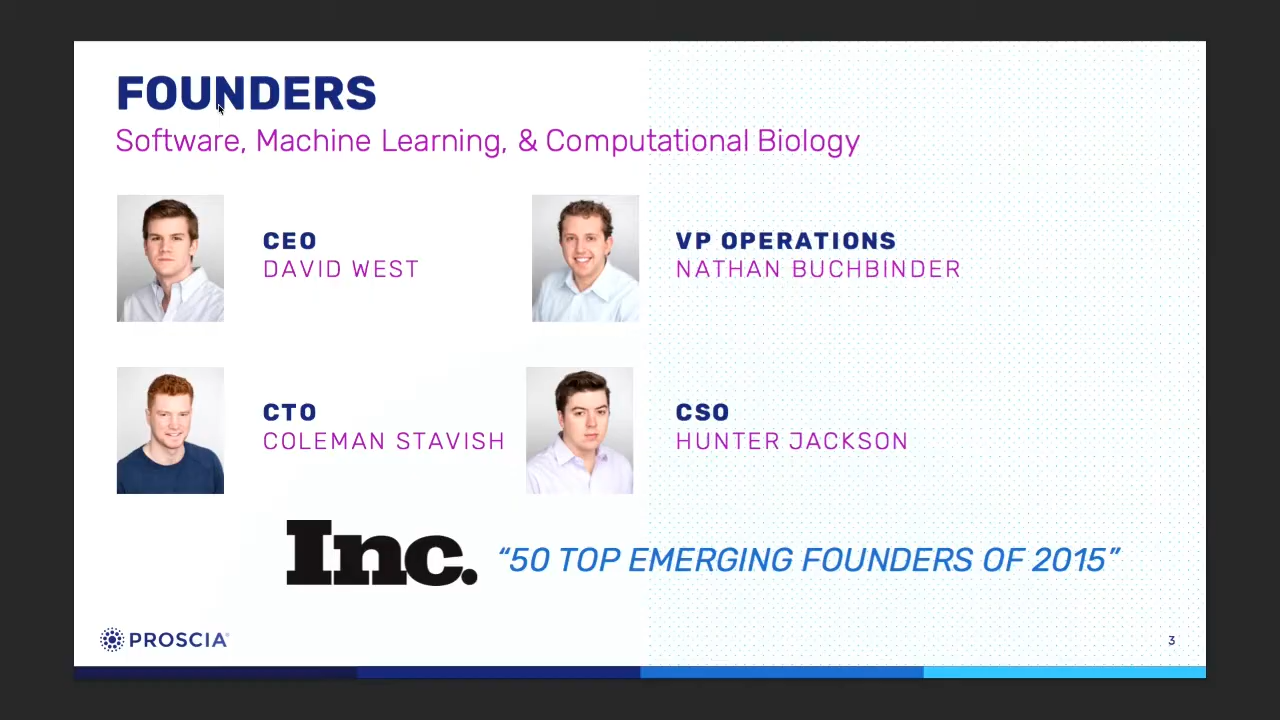 FOUNDERS
Software, Machine Learning, & Computational Biology
CEO
DAVID WEST
VP OPERATIONS
NATHAN BUCHBINDER
CTO
COLEMAN STAVISH
CSO
HUNTER JACKSON
Inc. “50 TOP EMERGING FOUNDERS OF 2015”
PROSCIA®
3